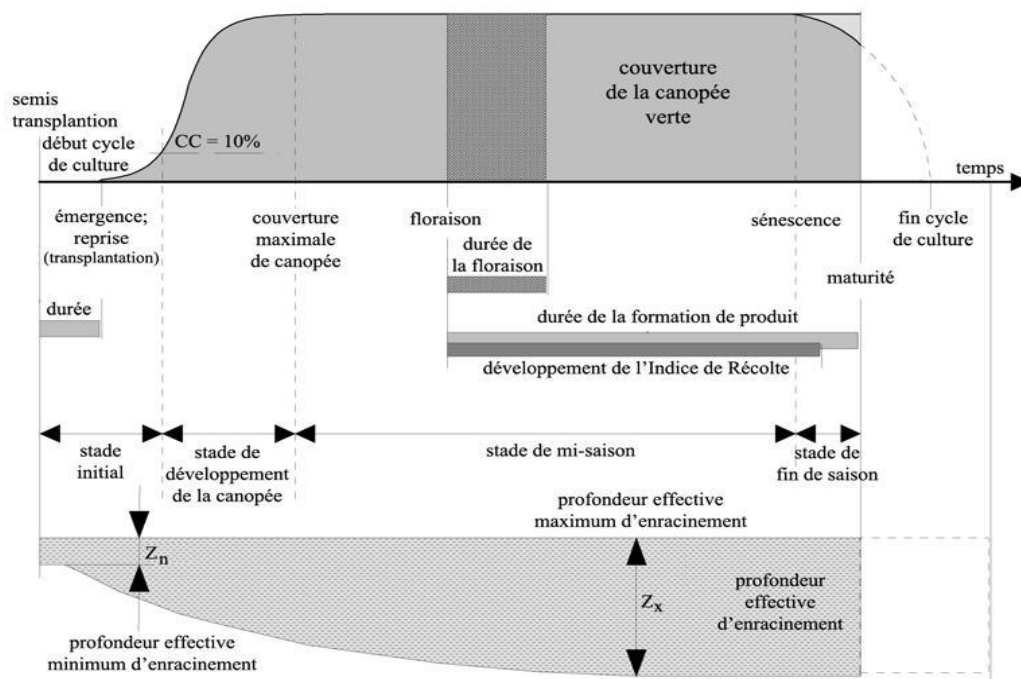 semis
transplantion
début cycle
de culture
CC = 10%
couverture
de la canopée
verte
temps
émergence;
reprise
(transplantation)
couverture
maximale
de canopée
floraison
durée de
la floraison
sénescence
fin cycle
de culture
maturité
durée
durée de la formation de produit
développement de l'Indice de Récolte
stade
initial
stade de
développement
de la canopée
stade de mi-saison
stade de
fin de saison
profondeur effective
maximum d'enracinement
Zn
Zx
profondeur
effective
d'enracinement
profondeur effective
minimum d'enracinement